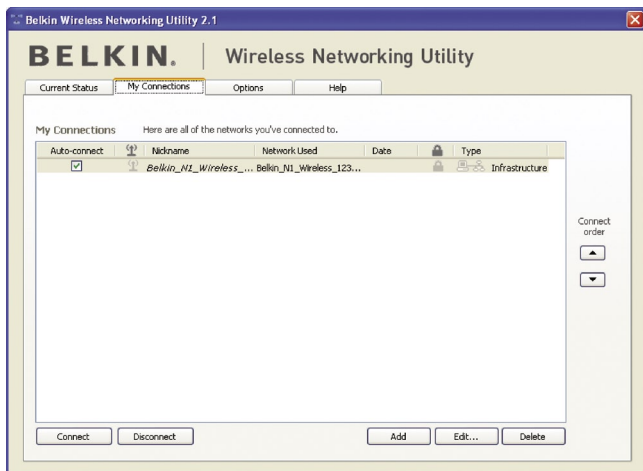 Belkin Wireless Networking Utility 2.1
BELKIN. Wireless Networking Utility
Current Status My Connections Options Help
My Connections Here are all of the networks you've connected to.
Auto-connect Nickname Network Used Date Type
Belkin_N1_Wireless_... Belkin_N1_Wireless_123... Infrastructure
Connect
order
Connect Disconnect Add Edit... Delete